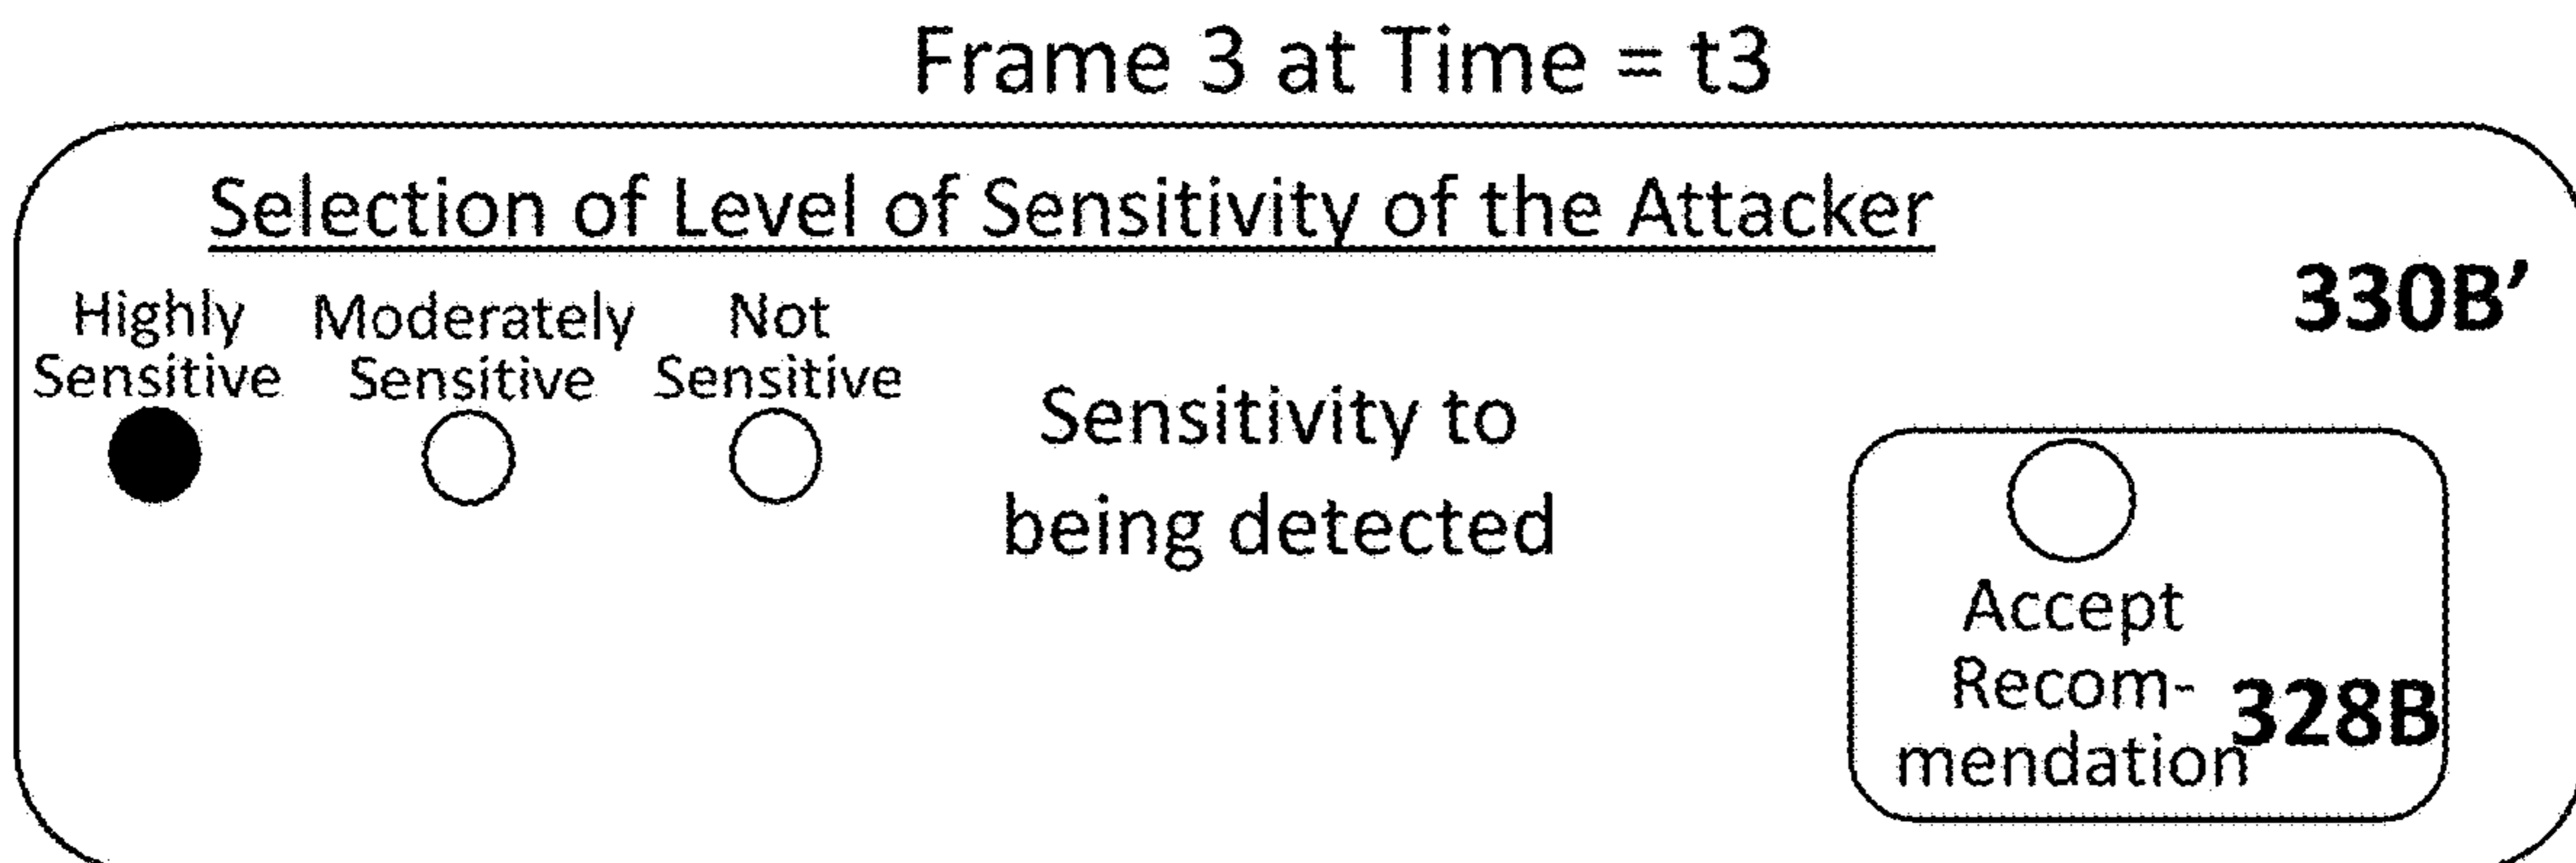 Frame 3 at Time = t3
Selection of Level of Sensitivity of the Attacker
330B’
Highly Moderately Not
Sensitive Sensitive Sensitive
Sensitivity to
being detected
Accept
Recom-
mendation
328B